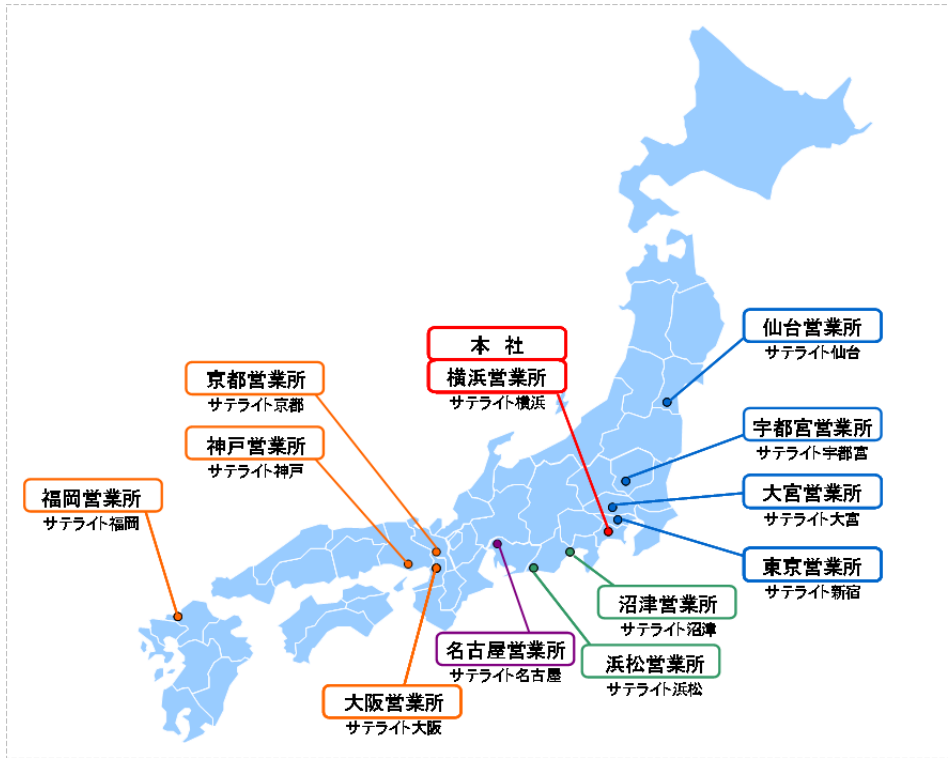 仙台営業所
サテライト仙台
本 社
横浜営業所
サテライト横浜
京都営業所
サテライト京都
宇都宮営業所
サテライト宇都宮
神戸営業所
サテライト神戸
福岡営業所
サテライト福岡
大宮営業所
サテライト大宮
東京営業所
サテライト新宿
沼津営業所
サテライト沼津
名古屋営業所
サテライト名古屋
浜松営業所
サテライト浜松
大阪営業所
サテライト大阪